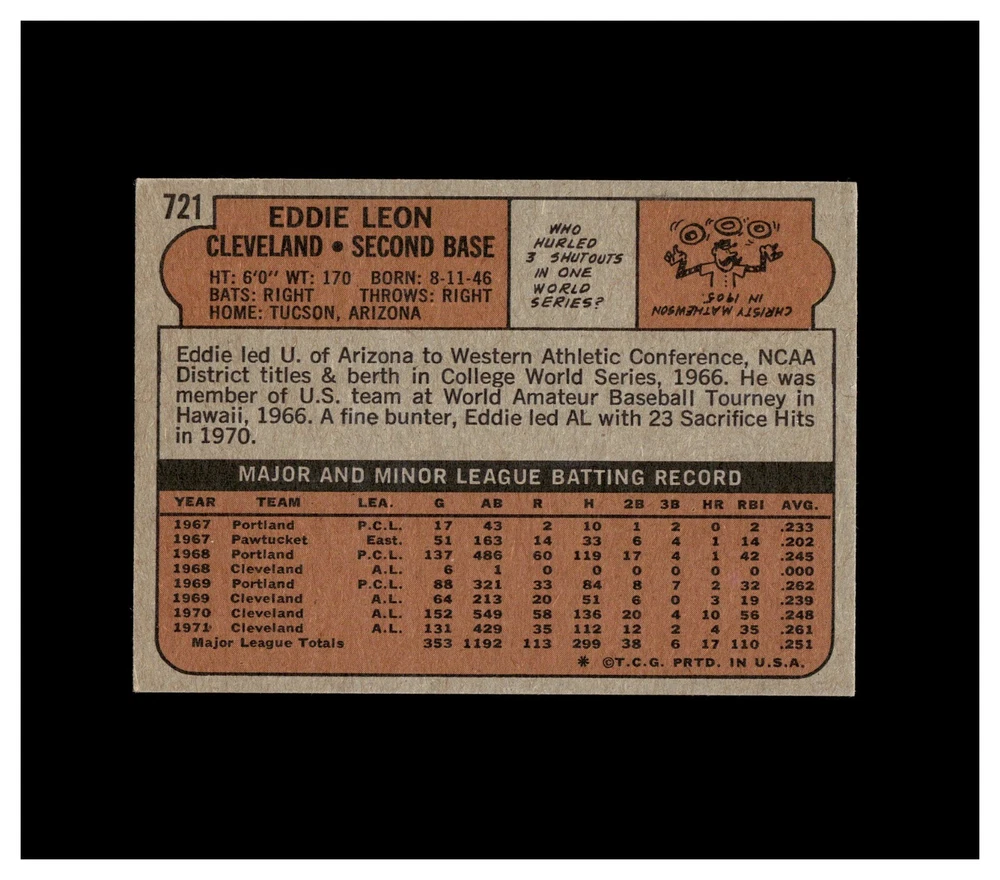 721
EDDIE LEON
CLEVELAND • SECOND BASE
HT: 6'0" WT: 170 BORN: 8-11-46
BATS: RIGHT THROWS: RIGHT
HOME: TUCSON, ARIZONA
WHO
HURLED
3 SHUTOUTS
IN ONE
WORLD
SERIES?
CHRISTY MATHEWSON
IN 1905.
Eddie led U. of Arizona to Western Athletic Conference, NCAA
District titles & berth in College World Series, 1966. He was
member of U.S. team at World Amateur Baseball Tourney in
Hawaii, 1966. A fine bunter, Eddie led AL with 23 Sacrifice Hits
in 1970.
MAJOR AND MINOR LEAGUE BATTING RECORD
YEAR TEAM LEA. G AB R H 2B 3B HR RBI AVG.
1967 Portland P.C.L. 17 43 2 10 1 2 0 2 .233
1967 Pawtucket East. 51 163 14 33 6 4 1 14 .202
1968 Portland P.C.L. 137 486 60 119 17 4 1 42 .245
1968 Cleveland A.L. 6 1 0 0 0 0 0 0 .000
1969 Portland P.C.L. 88 321 33 84 8 7 2 32 .262
1969 Cleveland A.L. 64 213 20 51 6 0 3 19 .239
1970 Cleveland A.L. 152 549 58 136 20 4 10 56 .248
1971 Cleveland A.L. 131 429 35 112 12 2 4 35 .261
Major League Totals 353 1192 113 299 38 6 17 110 .251
* ©T.C.G. PRTD. IN U.S.A.